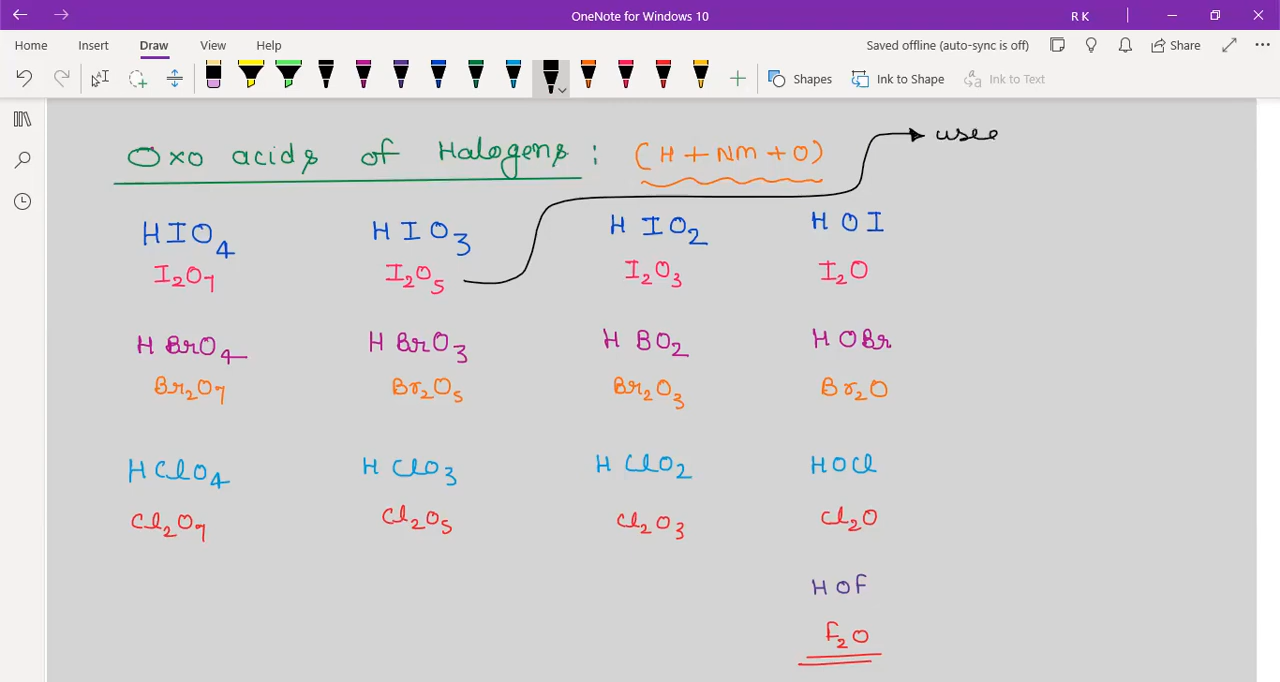 OneNote for Windows 10
R K
Home Insert Draw View Help
Saved offline (auto-sync is off)
Share
Shapes
Ink to Shape
Ink to Text
Oxo acids of Halogens : (H + Nm + O)
usee
HIO4 HIO3 HIO2 HOI
I2O7 I2O5 I2O3 I2O
HBrO4 HBrO3 HBO2 HOBr
Br2O7 Br2O5 Br2O3 Br2O
HClO4 HClO3 HClO2 HOCl
Cl2O7 Cl2O5 Cl2O3 Cl2O
HOF
F2O